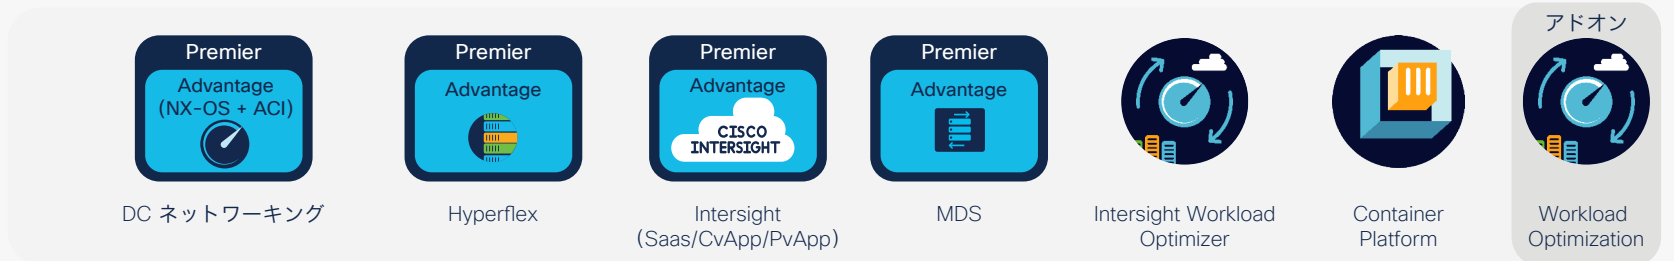 アドオン
Premier
Advantage
(NX-OS + ACI)
DC ネットワーキング
Premier
Advantage
Hyperflex
Premier
Advantage
CISCO
INTERSIGHT
Intersight
(Saas/CvApp/PvApp)
Premier
Advantage
MDS
Intersight Workload
Optimizer
Container
Platform
Workload
Optimization